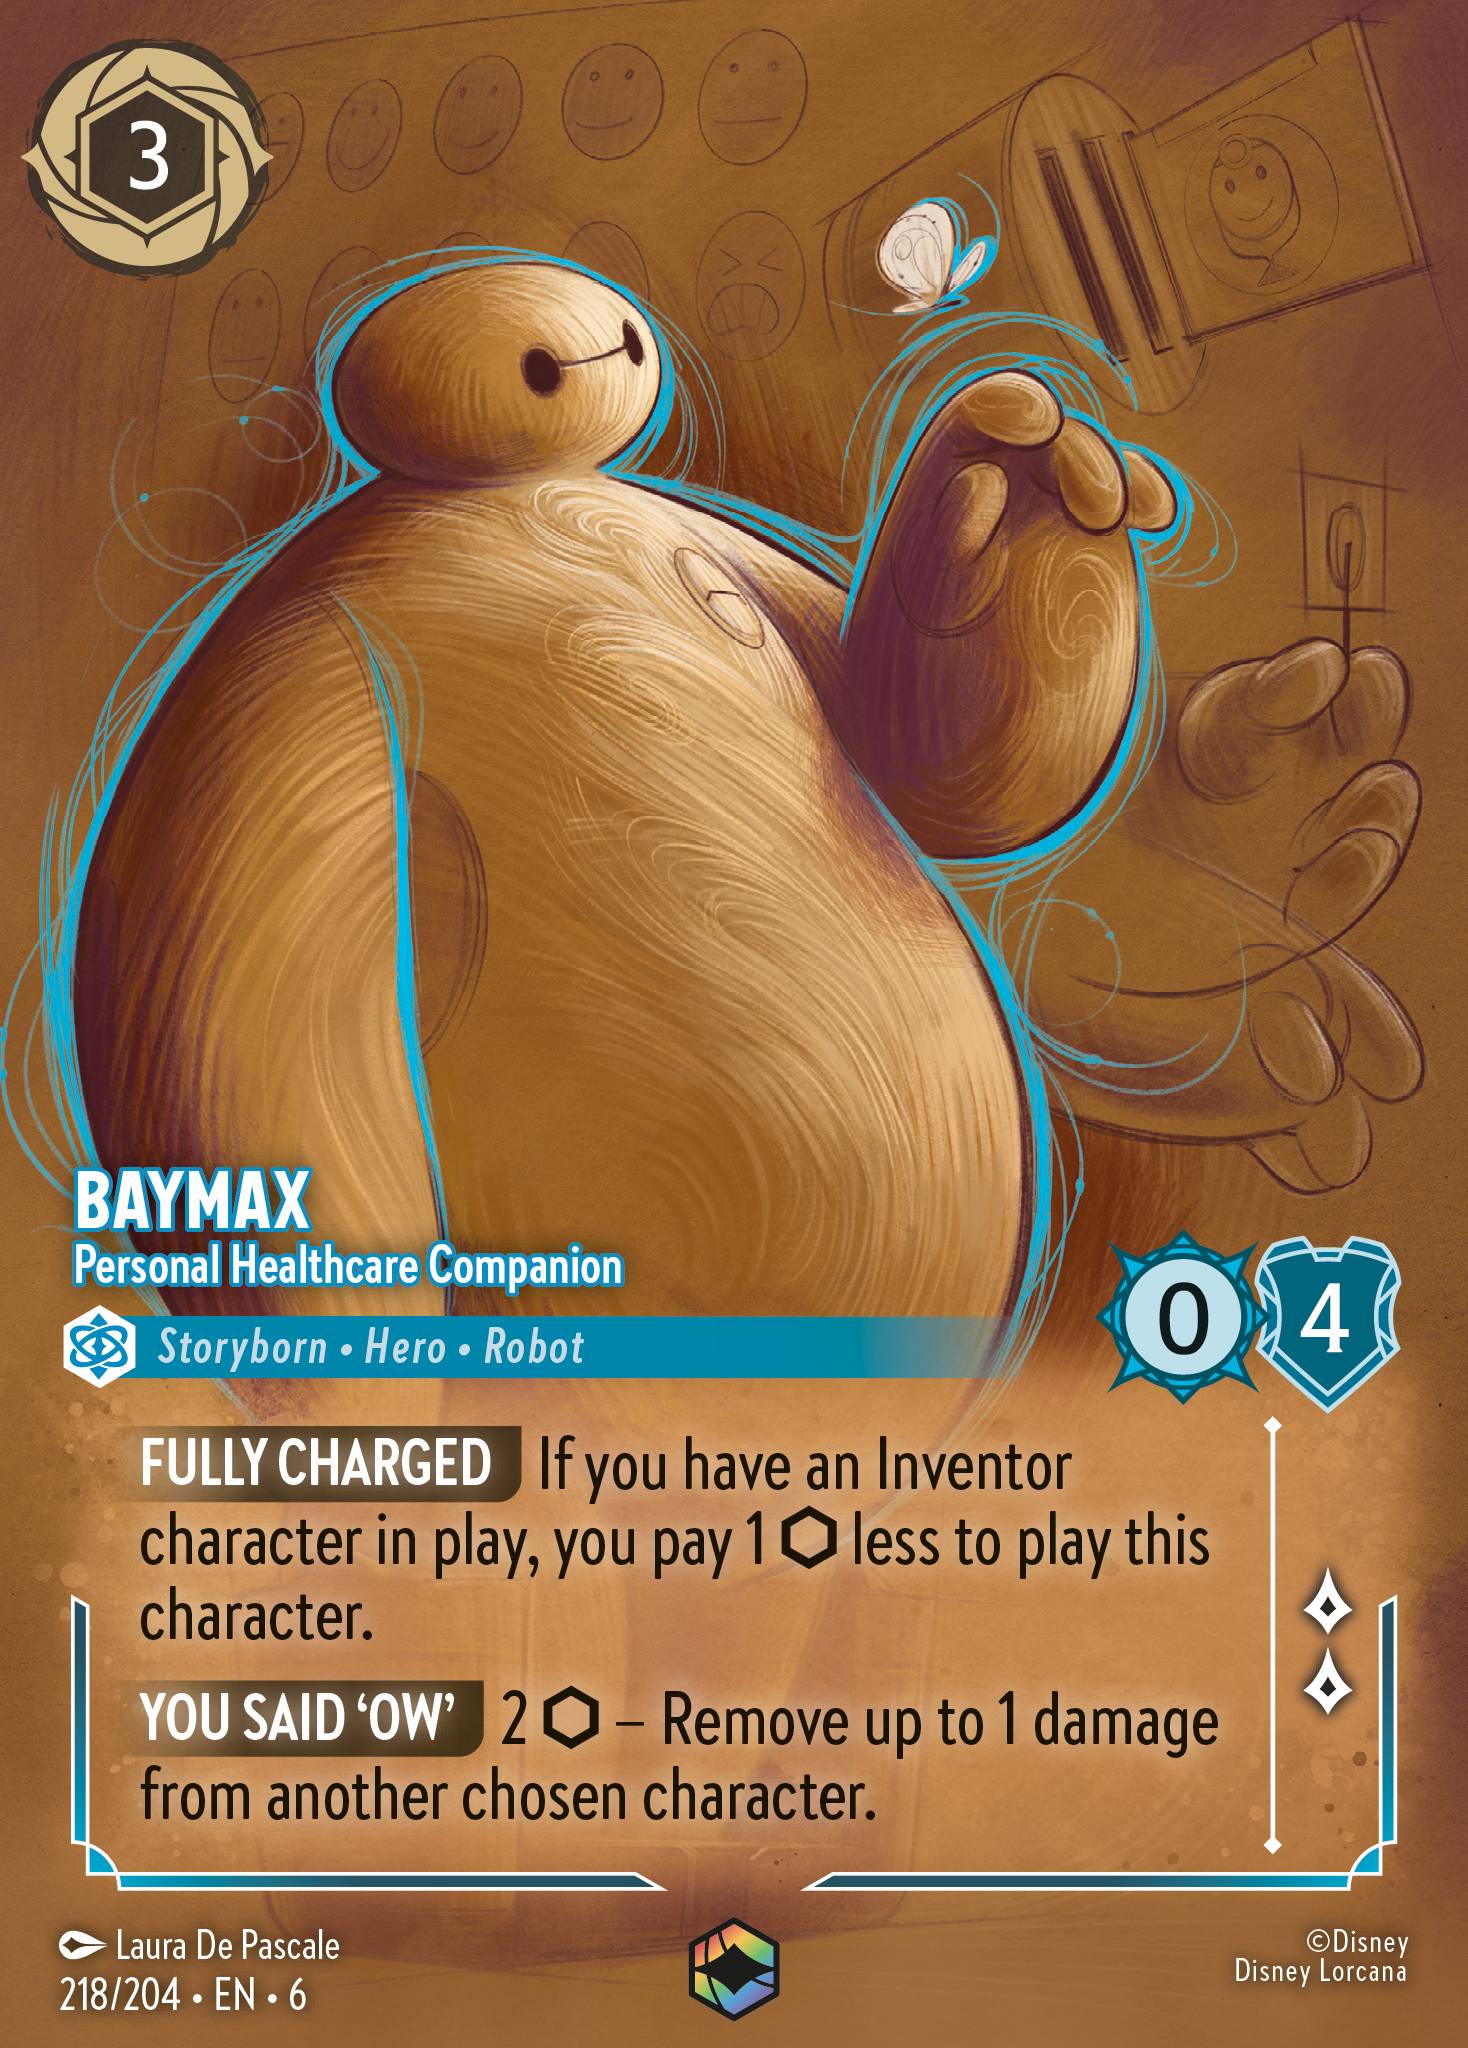 3
BAYMAX
Personal Healthcare Companion
Storyborn • Hero • Robot
0 4
FULLY CHARGED If you have an Inventor
character in play, you pay 1 ⬡ less to play this
character.
YOU SAID ‘OW’ 2 ⬡ – Remove up to 1 damage
from another chosen character.
Laura De Pascale
218/204 • EN • 6
©Disney
Disney Lorcana